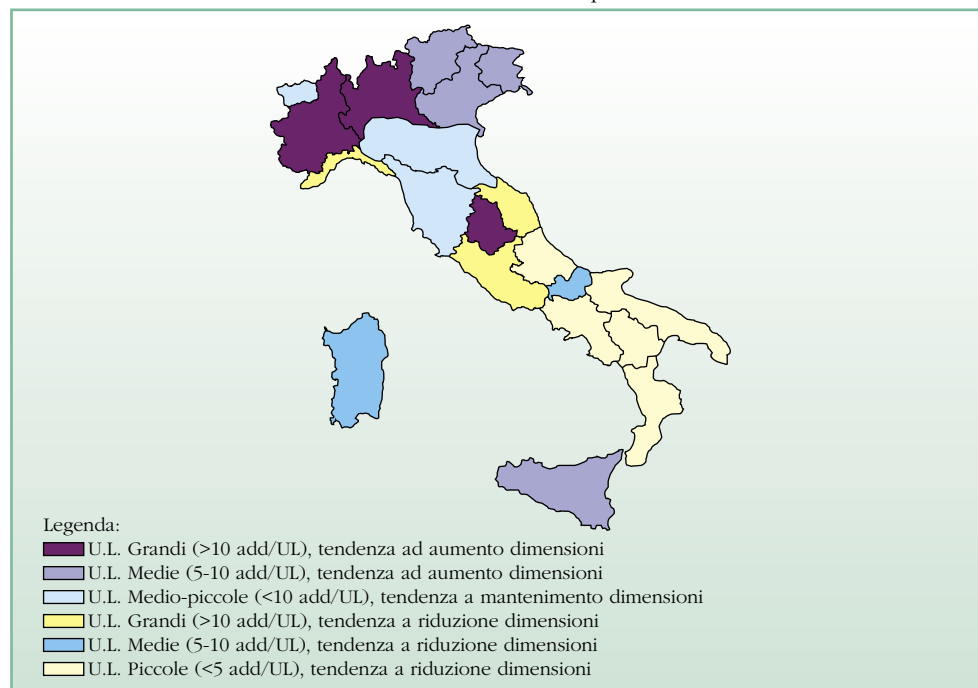 Legenda:
U.L. Grandi (>10 add/UL), tendenza ad aumento dimensioni
U.L. Medie (5-10 add/UL), tendenza ad aumento dimensioni
U.L. Medio-piccole (<10 add/UL), tendenza a mantenimento dimensioni
U.L. Grandi (>10 add/UL), tendenza a riduzione dimensioni
U.L. Medie (5-10 add/UL), tendenza a riduzione dimensioni
U.L. Piccole (<5 add/UL), tendenza a riduzione dimensioni